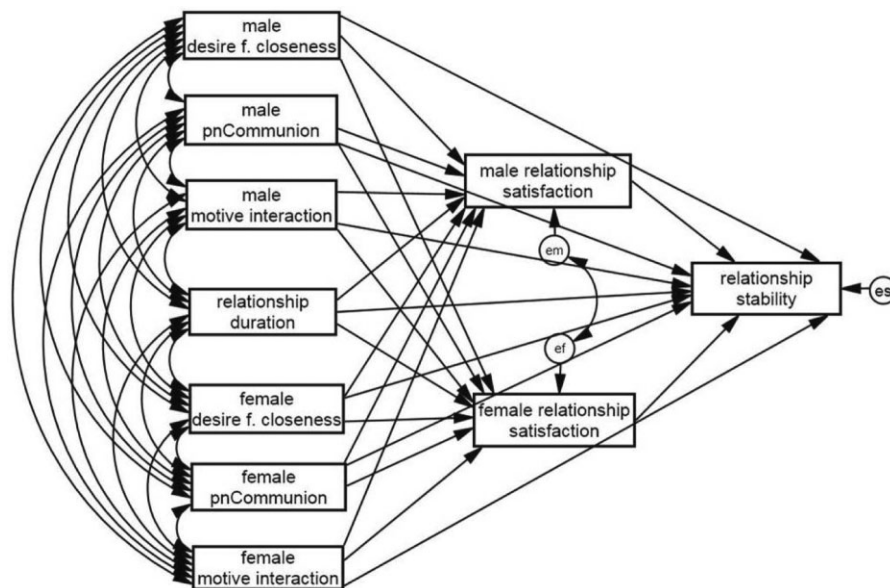 male
desire f. closeness
male
pnCommunion
male
motive interaction
male relationship
satisfaction
em
relationship
stability
es
relationship
duration
ef
female
desire f. closeness
female relationship
satisfaction
female
pnCommunion
female
motive interaction